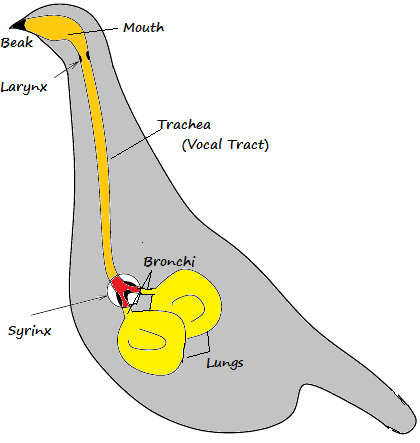 Mouth
Beak
Larynx
Trachea
(Vocal Tract)
Bronchi
Syrinx
Lungs